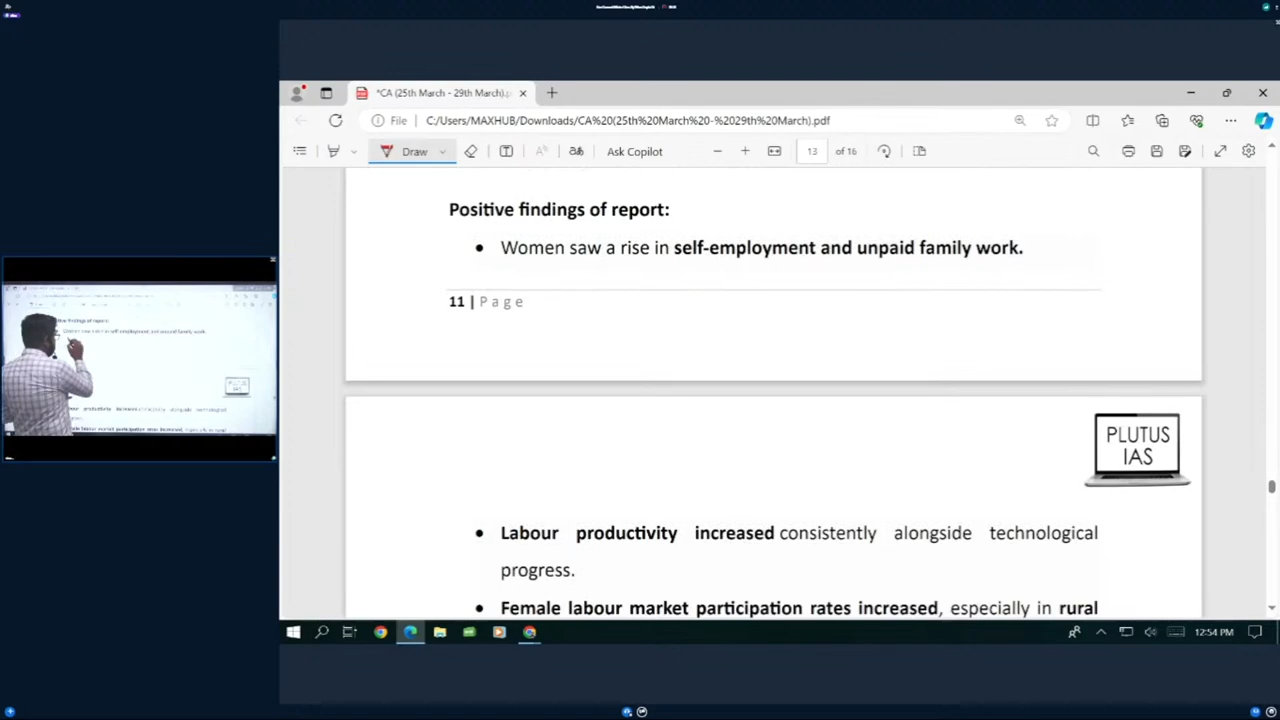 *CA (25th March - 29th March).p
File C:/Users/MAXHUB/Downloads/CA%20(25th%20March%20-%2029th%20March).pdf
Draw Ask Copilot 13 of 16
Positive findings of report:
• Women saw a rise in self-employment and unpaid family work.
11 | Page
PLUTUS
IAS
• Labour productivity increased consistently alongside technological
progress.
• Female labour market participation rates increased, especially in rural
12:54 PM
PLUTUS
IAS